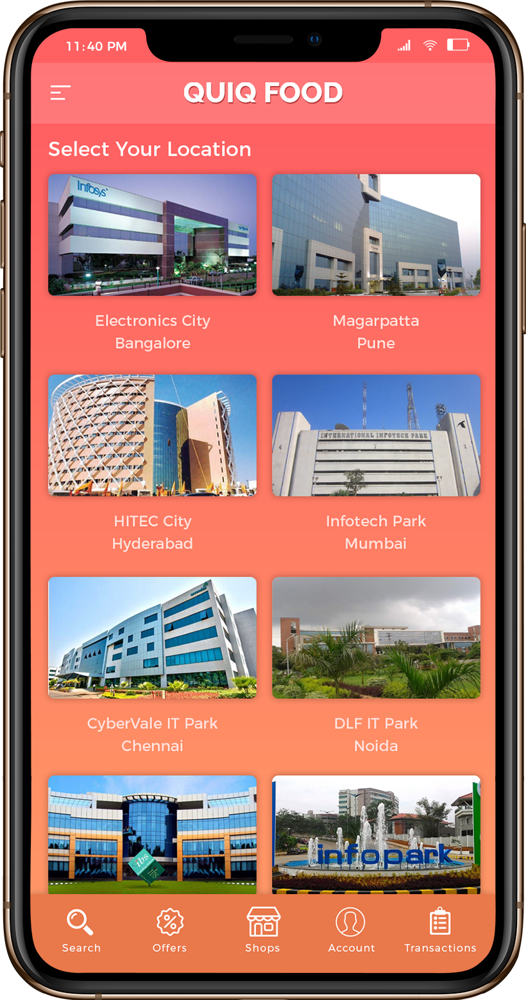 11:40 PM
QUIQ FOOD
Select Your Location
Infosys
Electronics City
Bangalore
Magarpatta
Pune
INTERNATIONAL INFOTECH PARK
HITEC City
Hyderabad
Infotech Park
Mumbai
CyberVale IT Park
Chennai
DLF IT Park
Noida
ibs
ibs
infopark
Search
Offers
Shops
Account
Transactions